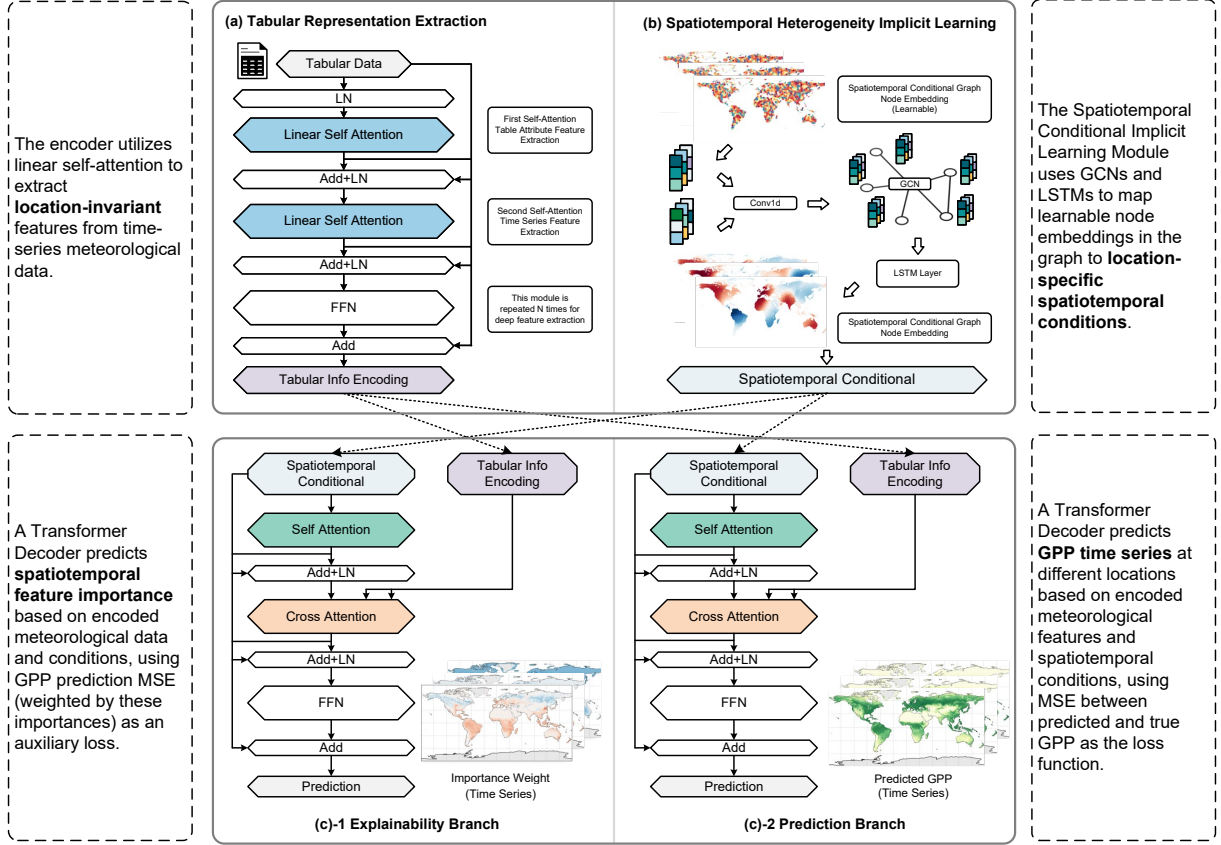 The encoder utilizes
linear self-attention to
extract
location-invariant
features from time-
series meteorological
data.
(a) Tabular Representation Extraction
Tabular Data
LN
Linear Self Attention
Add+LN
Linear Self Attention
Add+LN
FFN
Add
Tabular Info Encoding
First Self-Attention
Table Attribute Feature
Extraction
Second Self-Attention
Time Series Feature
Extraction
This module is
repeated N times for
deep feature extraction
(b) Spatiotemporal Heterogeneity Implicit Learning
Spatiotemporal Conditional Graph
Node Embedding
(Learnable)
Conv1d
GCN
LSTM Layer
Spatiotemporal Conditional Graph
Node Embedding
Spatiotemporal Conditional
The Spatiotemporal
Conditional Implicit
Learning Module
uses GCNs and
LSTMs to map
learnable node
embeddings in the
graph to location-
specific
spatiotemporal
conditions.
A Transformer
Decoder predicts
spatiotemporal
feature importance
based on encoded
meteorological data
and conditions, using
GPP prediction MSE
(weighted by these
importances) as an
auxiliary loss.
Spatiotemporal
Conditional
Self Attention
Add+LN
Cross Attention
Add+LN
FFN
Add
Prediction
Tabular Info
Encoding
Importance Weight
(Time Series)
(c)-1 Explainability Branch
Spatiotemporal
Conditional
Self Attention
Add+LN
Cross Attention
Add+LN
FFN
Add
Prediction
Tabular Info
Encoding
Predicted GPP
(Time Series)
(c)-2 Prediction Branch
A Transformer
Decoder predicts
GPP time series at
different locations
based on encoded
meteorological
features and
spatiotemporal
conditions, using
MSE between
predicted and true
GPP as the loss
function.